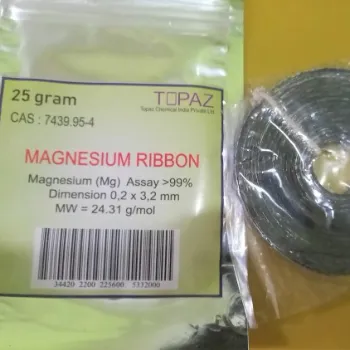 TOPAZ
Topaz Chemical India Private Ltd
25 gram
CAS : 7439.95-4
MAGNESIUM RIBBON
Magnesium (Mg) Assay >99%
Dimension 0,2 x 3,2 mm
MW = 24.31 g/mol
34420 2200 225600 5332000